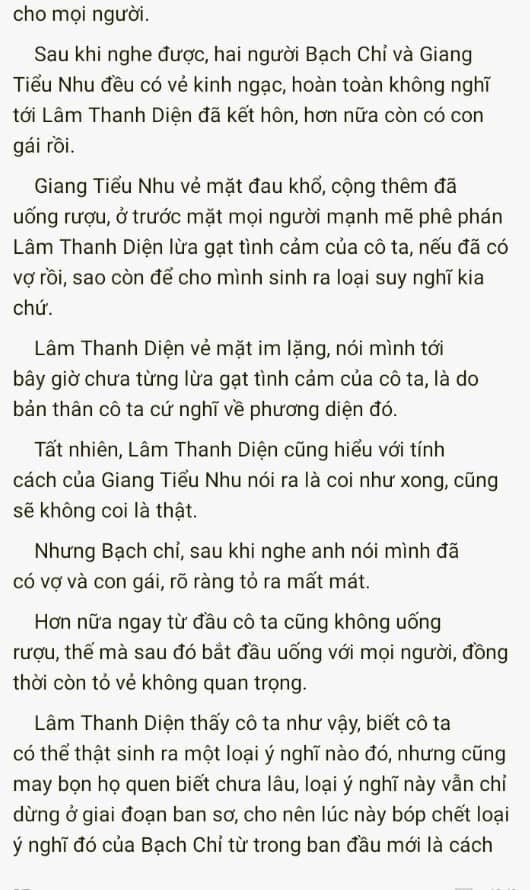 cho mọi người.
Sau khi nghe được, hai người Bạch Chỉ và Giang
Tiểu Nhu đều có vẻ kinh ngạc, hoàn toàn không nghĩ
tới Lâm Thanh Diện đã kết hôn, hơn nữa còn có con
gái rồi.
Giang Tiểu Nhu vẻ mặt đau khổ, cộng thêm đã
uống rượu, ở trước mặt mọi người mạnh mẽ phê phán
Lâm Thanh Diện lừa gạt tình cảm của cô ta, nếu đã có
vợ rồi, sao còn để cho mình sinh ra loại suy nghĩ kia
chứ.
Lâm Thanh Diện vẻ mặt im lặng, nói mình tới
bây giờ chưa từng lừa gạt tình cảm của cô ta, là do
bản thân cô ta cứ nghĩ về phương diện đó.
Tất nhiên, Lâm Thanh Diện cũng hiểu với tính
cách của Giang Tiểu Nhu nói ra là coi như xong, cũng
sẽ không coi là thật.
Nhưng Bạch chỉ, sau khi nghe anh nói mình đã
có vợ và con gái, rõ ràng tỏ ra mất mát.
Hơn nữa ngay từ đầu cô ta cũng không uống
rượu, thế mà sau đó bắt đầu uống với mọi người, đồng
thời còn tỏ vẻ không quan trọng.
Lâm Thanh Diện thấy cô ta như vậy, biết cô ta
có thể thật sinh ra một loại ý nghĩ nào đó, nhưng cũng
may bọn họ quen biết chưa lâu, loại ý nghĩ này vẫn chỉ
dừng ở giai đoạn ban sơ, cho nên lúc này bóp chết loại
ý nghĩ đó của Bạch Chỉ từ trong ban đầu mới là cách